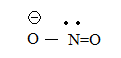 ⊖ ••
O — N=O